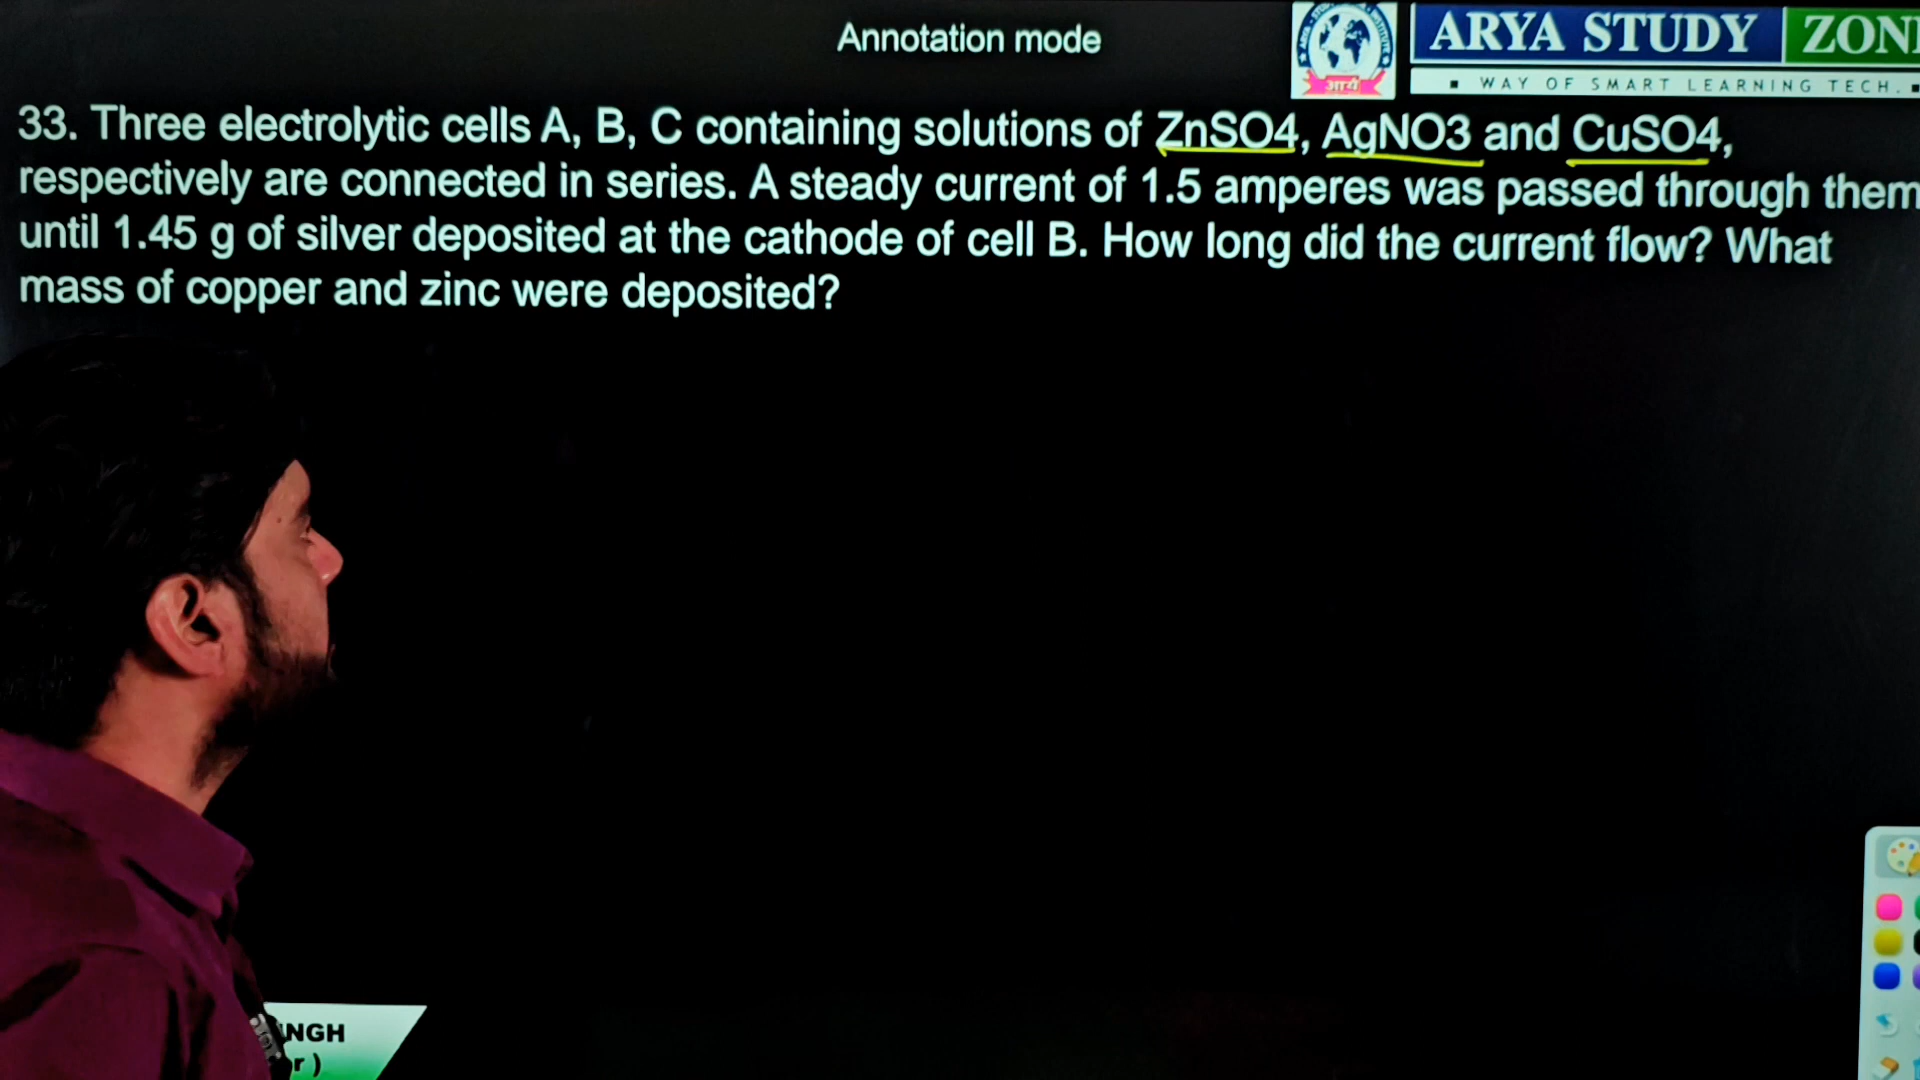 Annotation mode
आर्य
ARYA STUDY ZON
▪ WAY OF SMART LEARNING TECH. ▪
33. Three electrolytic cells A, B, C containing solutions of ZnSO4, AgNO3 and CuSO4,
respectively are connected in series. A steady current of 1.5 amperes was passed through them
until 1.45 g of silver deposited at the cathode of cell B. How long did the current flow? What
mass of copper and zinc were deposited?
INGH
r )